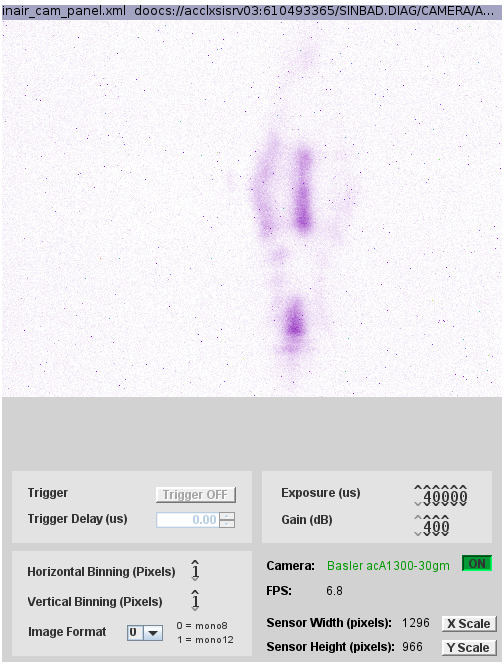 inair_cam_panel.xml doocs://acclxsisrv03:610493365/SINBAD.DIAG/CAMERA/A...
Trigger
Trigger OFF
Trigger Delay (us)
0.00
Exposure (us)
40000
Gain (dB)
400
Horizontal Binning (Pixels)
1
Vertical Binning (Pixels)
1
Image Format
0
0 = mono8
1 = mono12
Camera: Basler acA1300-30gm ON
FPS: 6.8
Sensor Width (pixels): 1296 X Scale
Sensor Height (pixels): 966 Y Scale